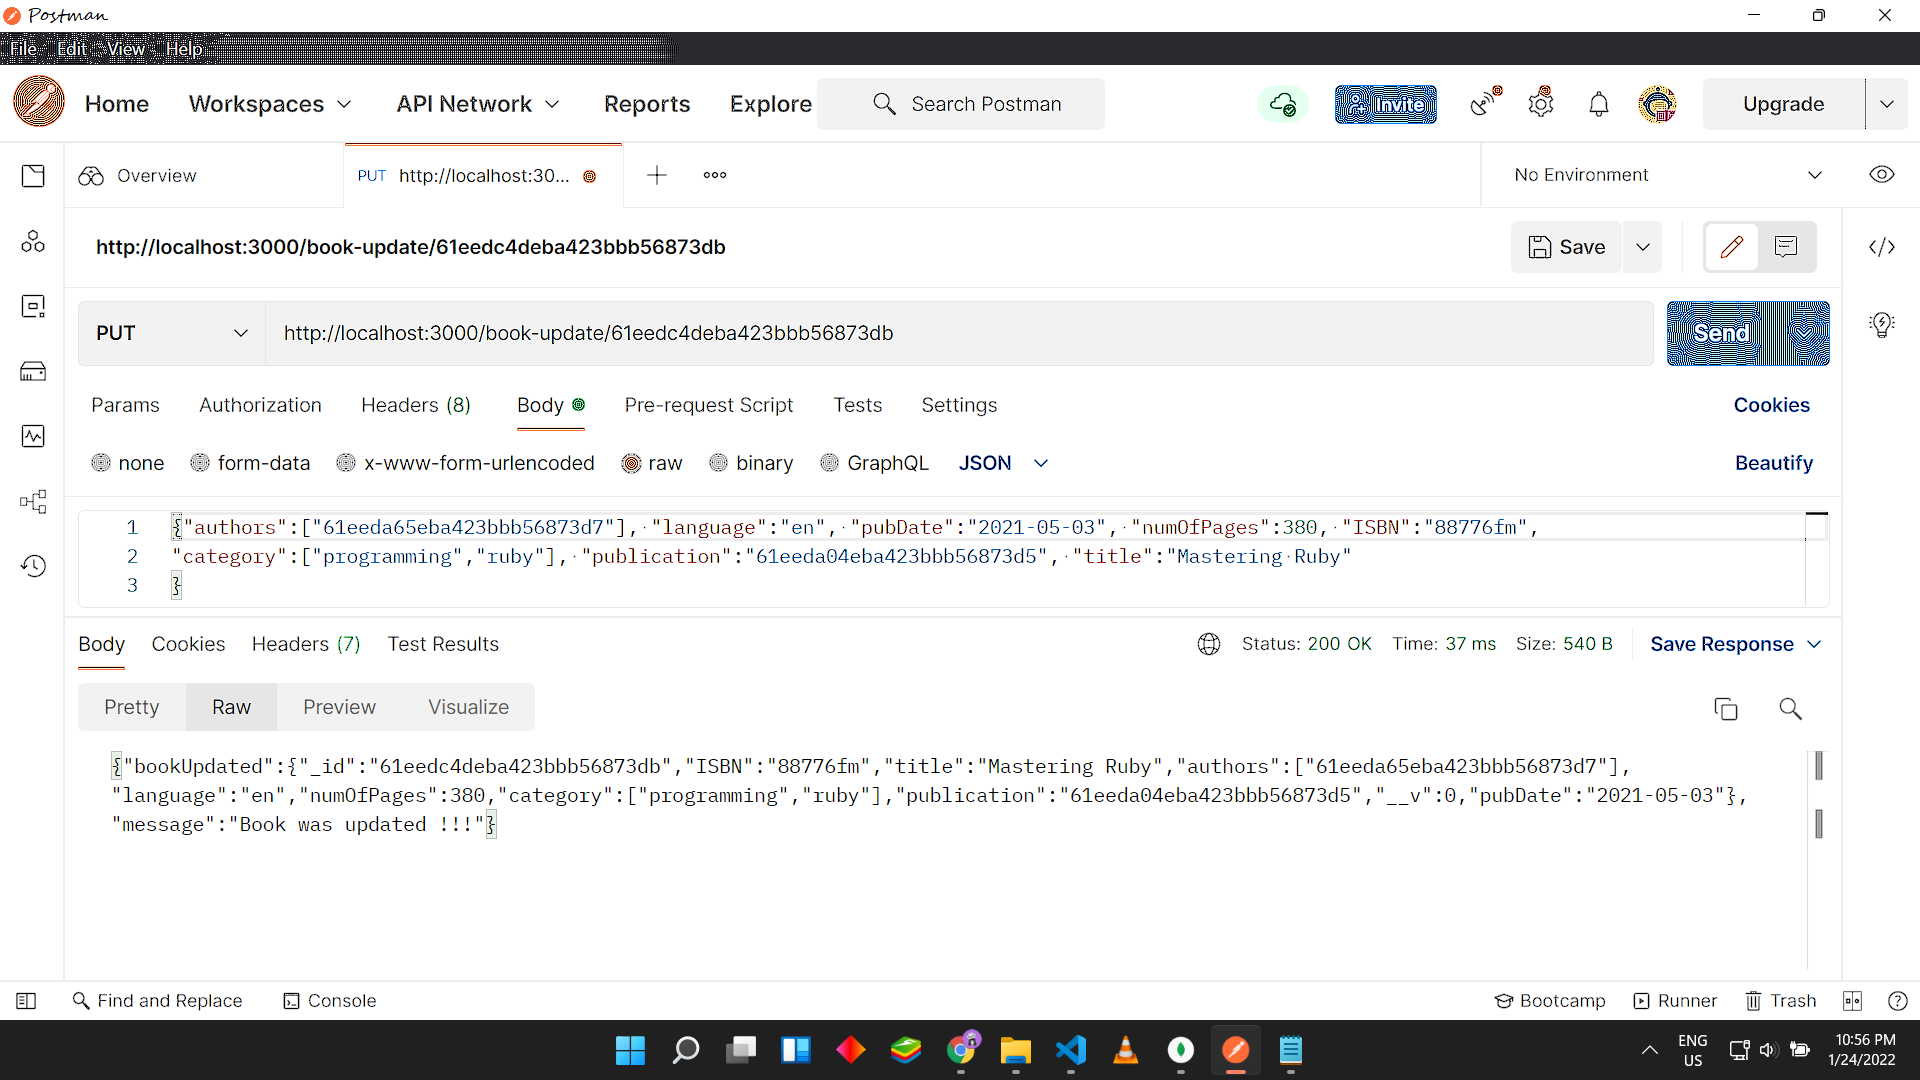 Postman
File Edit View Help
Home Workspaces API Network Reports Explore Search Postman Invite Upgrade
Overview PUT http://localhost:30... No Environment
http://localhost:3000/book-update/61eedc4deba423bbb56873db Save
PUT http://localhost:3000/book-update/61eedc4deba423bbb56873db Send
Params Authorization Headers (8) Body Pre-request Script Tests Settings Cookies
none form-data x-www-form-urlencoded raw binary GraphQL JSON Beautify
1 {"authors":["61eeda65eba423bbb56873d7"], "language":"en", "pubDate":"2021-05-03", "numOfPages":380, "ISBN":"88776fm",
2 "category":["programming","ruby"], "publication":"61eeda04eba423bbb56873d5", "title":"Mastering Ruby"
3 }
Body Cookies Headers (7) Test Results Status: 200 OK Time: 37 ms Size: 540 B Save Response
Pretty Raw Preview Visualize
{"bookUpdated":{"_id":"61eedc4deba423bbb56873db","ISBN":"88776fm","title":"Mastering Ruby","authors":["61eeda65eba423bbb56873d7"],
"language":"en","numOfPages":380,"category":["programming","ruby"],"publication":"61eeda04eba423bbb56873d5","__v":0,"pubDate":"2021-05-03"},
"message":"Book was updated !!!"}
Find and Replace Console Bootcamp Runner Trash
ENG 10:56 PM
US 1/24/2022